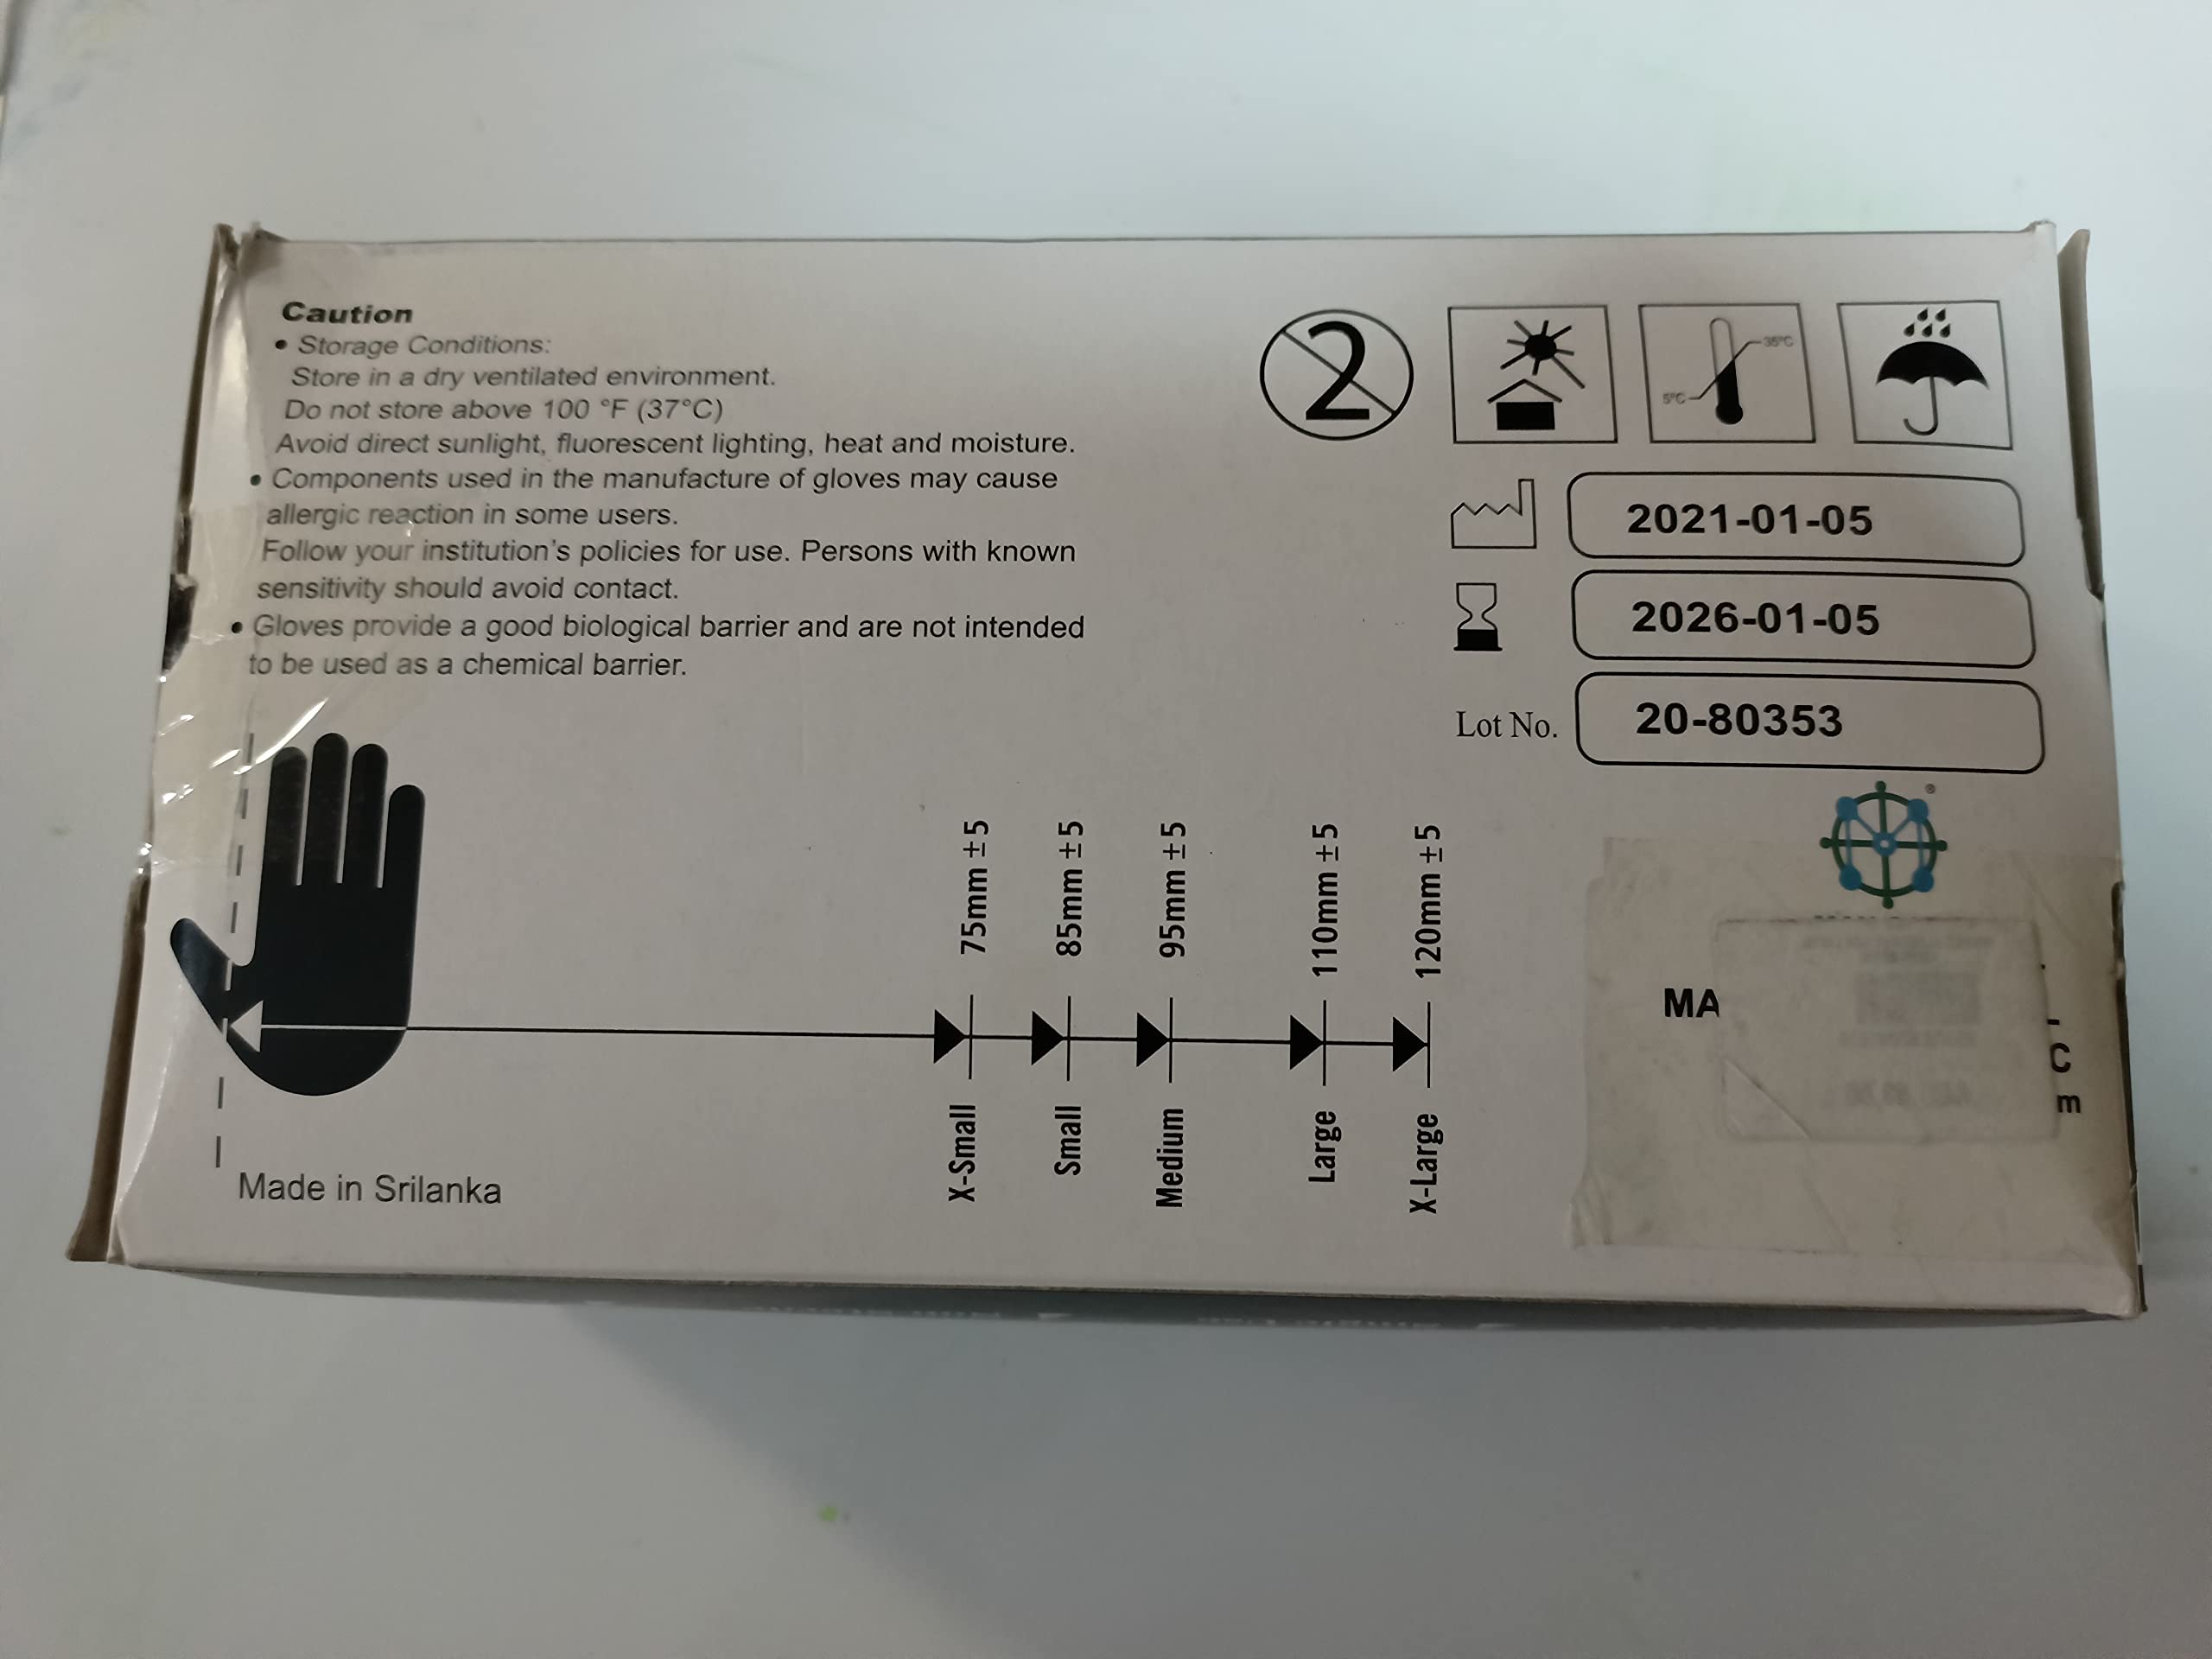 Caution
• Storage Conditions:
Store in a dry ventilated environment.
Do not store above 100 °F (37°C)
Avoid direct sunlight, fluorescent lighting, heat and moisture.
• Components used in the manufacture of gloves may cause
allergic reaction in some users.
Follow your institution's policies for use. Persons with known
sensitivity should avoid contact.
• Gloves provide a good biological barrier and are not intended
to be used as a chemical barrier.
2
35°C
5°C
2021-01-05
2026-01-05
Lot No. 20-80353
®
75mm ±5
85mm ±5
95mm ±5
110mm ±5
120mm ±5
X-Small
Small
Medium
Large
X-Large
MA
C
m
Made in Srilanka